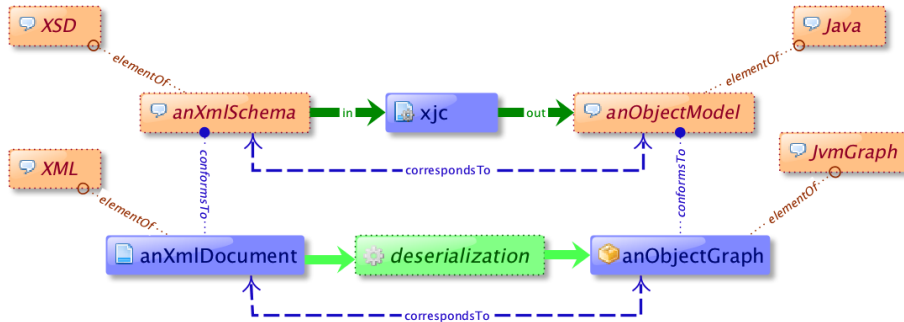 XSD
Java
elementOf
elementOf
anXmlSchema
in
xjc
out
anObjectModel
XML
JvmGraph
conformsTo
correspondsTo
conformsTo
elementOf
elementOf
anXmlDocument
deserialization
anObjectGraph
correspondsTo